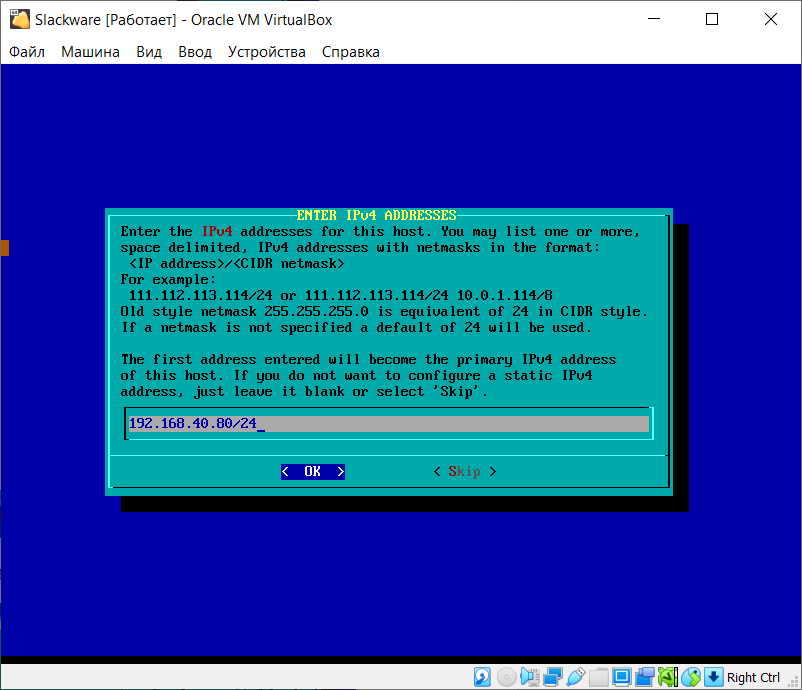 Slackware [Работает] - Oracle VM VirtualBox
Файл Машина Вид Ввод Устройства Справка
ENTER IPv4 ADDRESSES
Enter the IPv4 addresses for this host. You may list one or more,
space delimited, IPv4 addresses with netmasks in the format:
<IP address>/<CIDR netmask>
For example:
111.112.113.114/24 or 111.112.113.114/24 10.0.1.114/8
Old style netmask 255.255.255.0 is equivalent of 24 in CIDR style.
If a netmask is not specified a default of 24 will be used.
The first address entered will become the primary IPv4 address
of this host. If you do not want to configure a static IPv4
address, just leave it blank or select 'Skip'.
192.168.40.80/24_
< OK > < Skip >
Right Ctrl